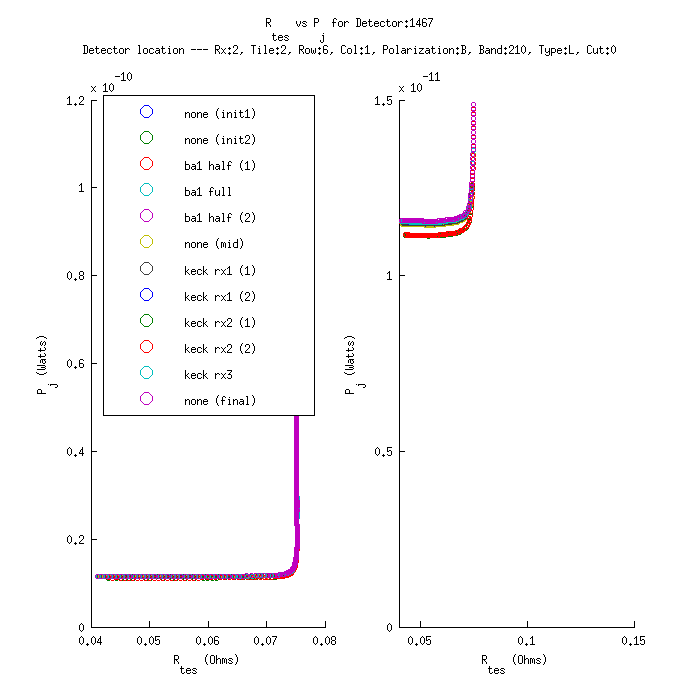 R tes vs P j for Detector:1467
Detector location --- Rx:2, Tile:2, Row:6, Col:1, Polarization:B, Band:210, Type:L, Cut:0
x 10^-10
1.2
1
0.8
0.6
0.4
0.2
0
P j (Watts)
0.04 0.05 0.06 0.07 0.08
R tes (Ohms)
none (init1)
none (init2)
ba1 half (1)
ba1 full
ba1 half (2)
none (mid)
keck rx1 (1)
keck rx1 (2)
keck rx2 (1)
keck rx2 (2)
keck rx3
none (final)
x 10^-11
1.5
1
0.5
0
P j (Watts)
0.05 0.1 0.15
R tes (Ohms)